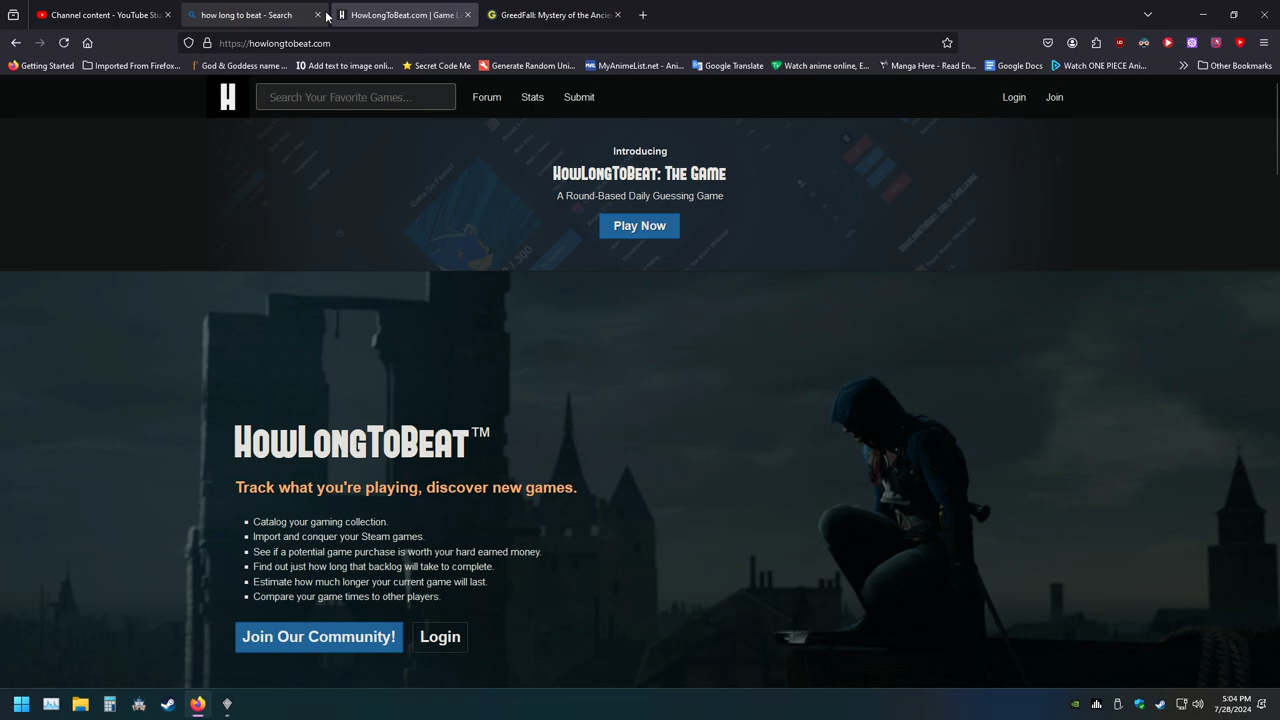 Channel content - YouTube Stu
how long to beat - Search
HowLongToBeat.com | Game L
GreedFall: Mystery of the Ancie
https://howlongtobeat.com
Getting Started
Imported From Firefox...
God & Goddess name ...
Add text to image onli...
Secret Code Me
Generate Random Uni...
MyAnimeList.net - Ani...
Google Translate
Watch anime online, E...
Manga Here - Read En...
Google Docs
Watch ONE PIECE Ani...
Other Bookmarks
H
Search Your Favorite Games...
Forum
Stats
Submit
Login
Join
Introducing
HowLongToBeat: The Game
A Round-Based Daily Guessing Game
Play Now
HowLongToBeat™
Track what you're playing, discover new games.
Catalog your gaming collection.
Import and conquer your Steam games.
See if a potential game purchase is worth your hard earned money.
Find out just how long that backlog will take to complete.
Estimate how much longer your current game will last.
Compare your game times to other players.
Join Our Community!
Login
5:04 PM
7/28/2024